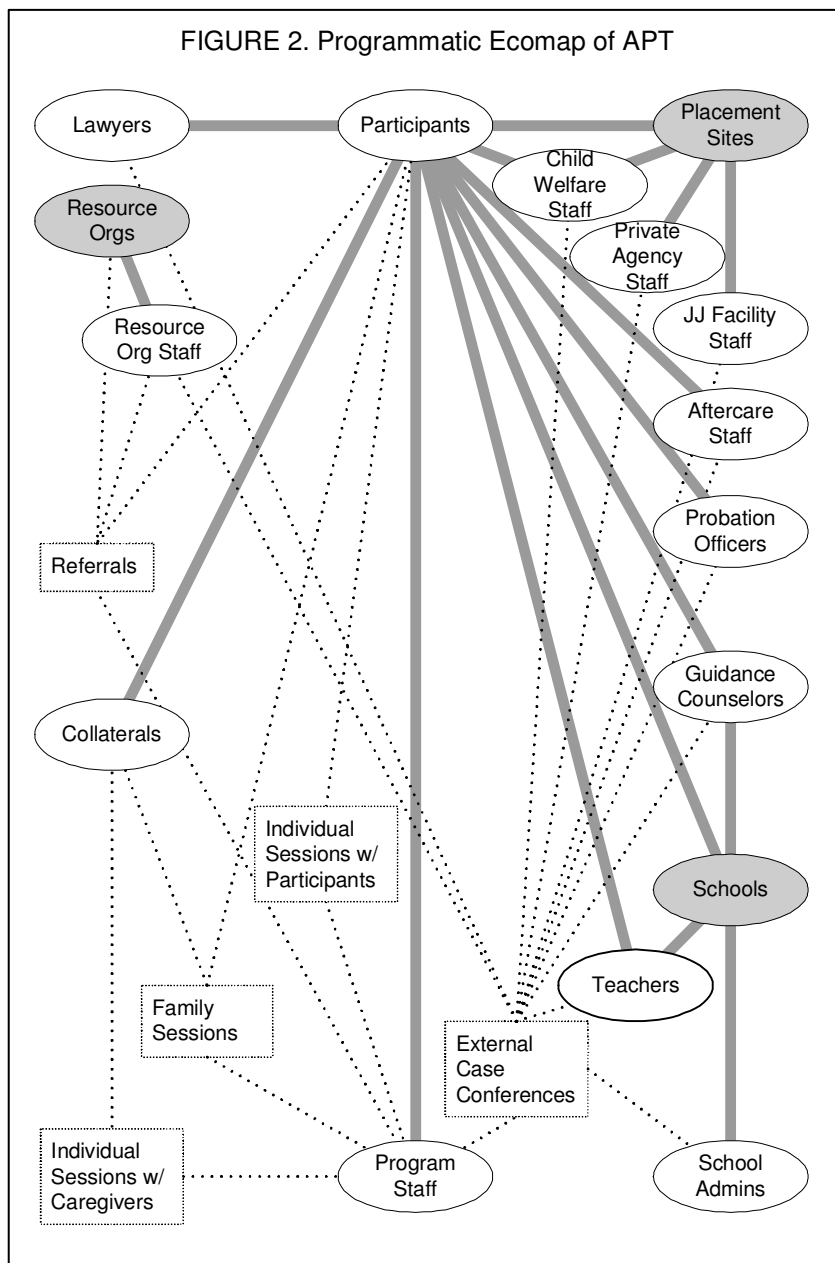 FIGURE 2. Programmatic Ecomap of APT
Lawyers
Participants
Placement
Sites
Child
Welfare
Staff
Resource
Orgs
Private
Agency
Staff
Resource
Org Staff
JJ Facility
Staff
Aftercare
Staff
Probation
Officers
Referrals
Guidance
Counselors
Collaterals
Individual
Sessions w/
Participants
Schools
Teachers
Family
Sessions
External
Case
Conferences
Individual
Sessions w/
Caregivers
Program
Staff
School
Admins